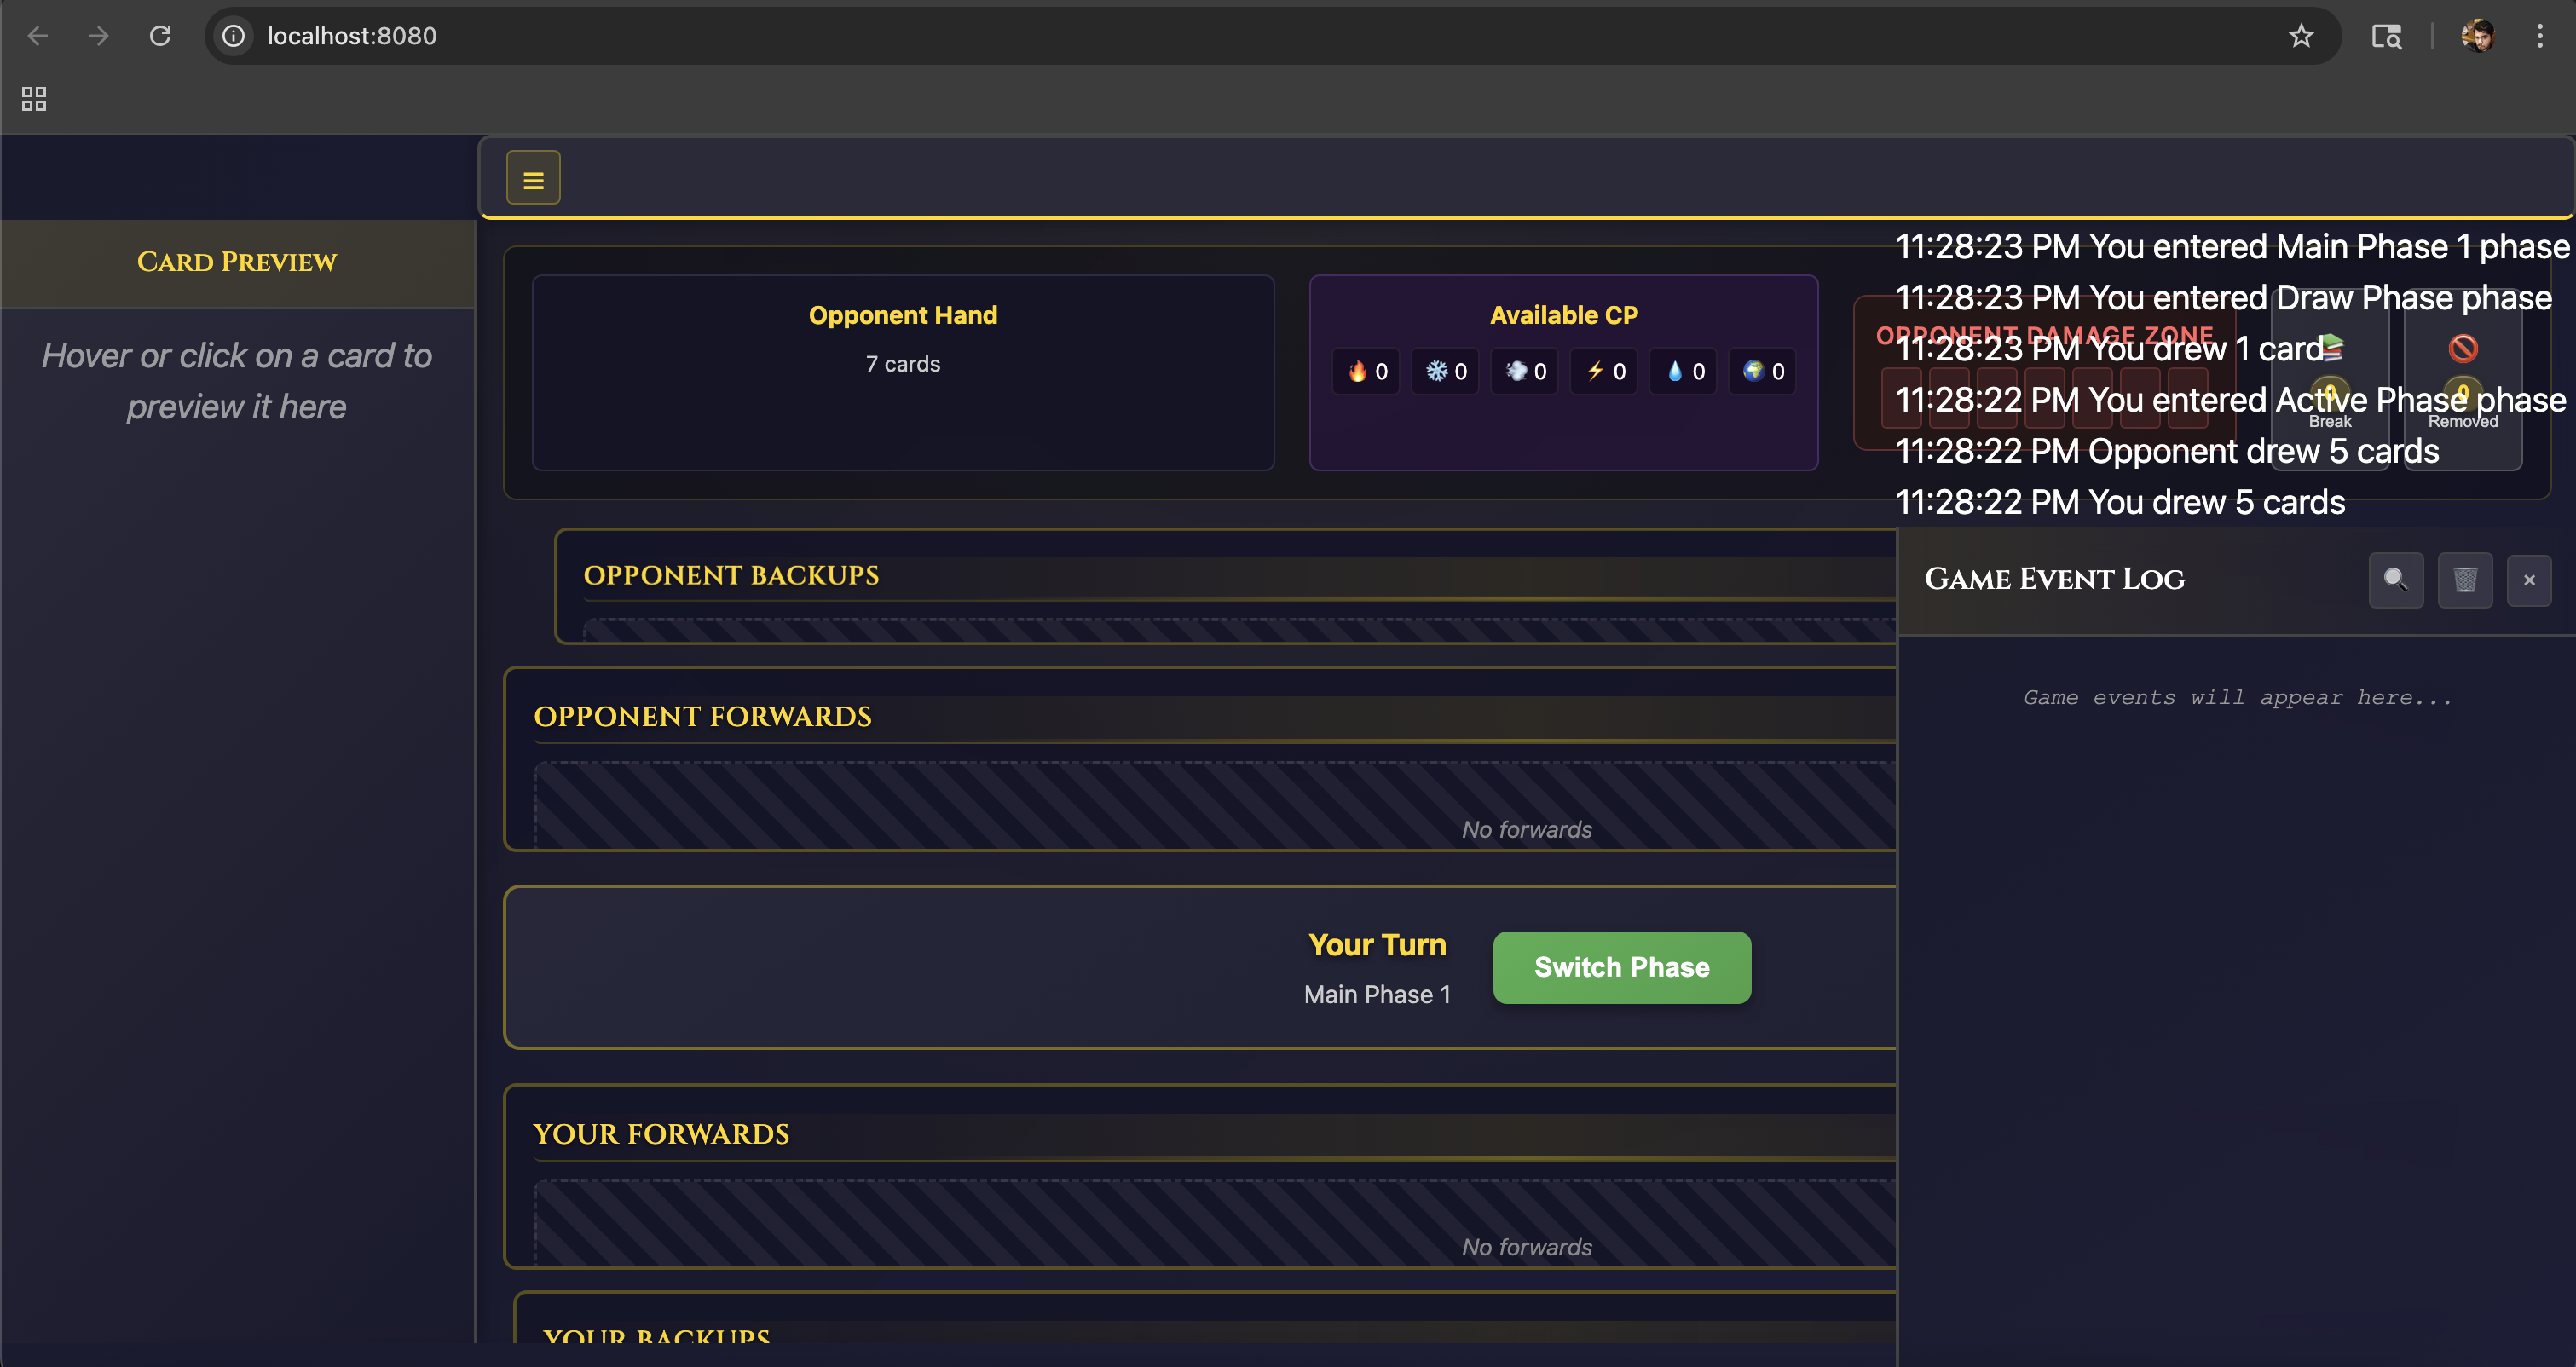 localhost:8080
CARD PREVIEW
Hover or click on a card to
preview it here
Opponent Hand
7 cards
Available CP
0
0
0
0
0
0
OPPONENT DAMAGE ZONE
0
Break
0
Removed
11:28:23 PM You entered Main Phase 1 phase
11:28:23 PM You entered Draw Phase phase
11:28:23 PM You drew 1 card
11:28:22 PM You entered Active Phase phase
11:28:22 PM Opponent drew 5 cards
11:28:22 PM You drew 5 cards
OPPONENT BACKUPS
GAME EVENT LOG
×
Game events will appear here...
OPPONENT FORWARDS
No forwards
Your Turn
Main Phase 1
Switch Phase
YOUR FORWARDS
No forwards
YOUR BACKUPS